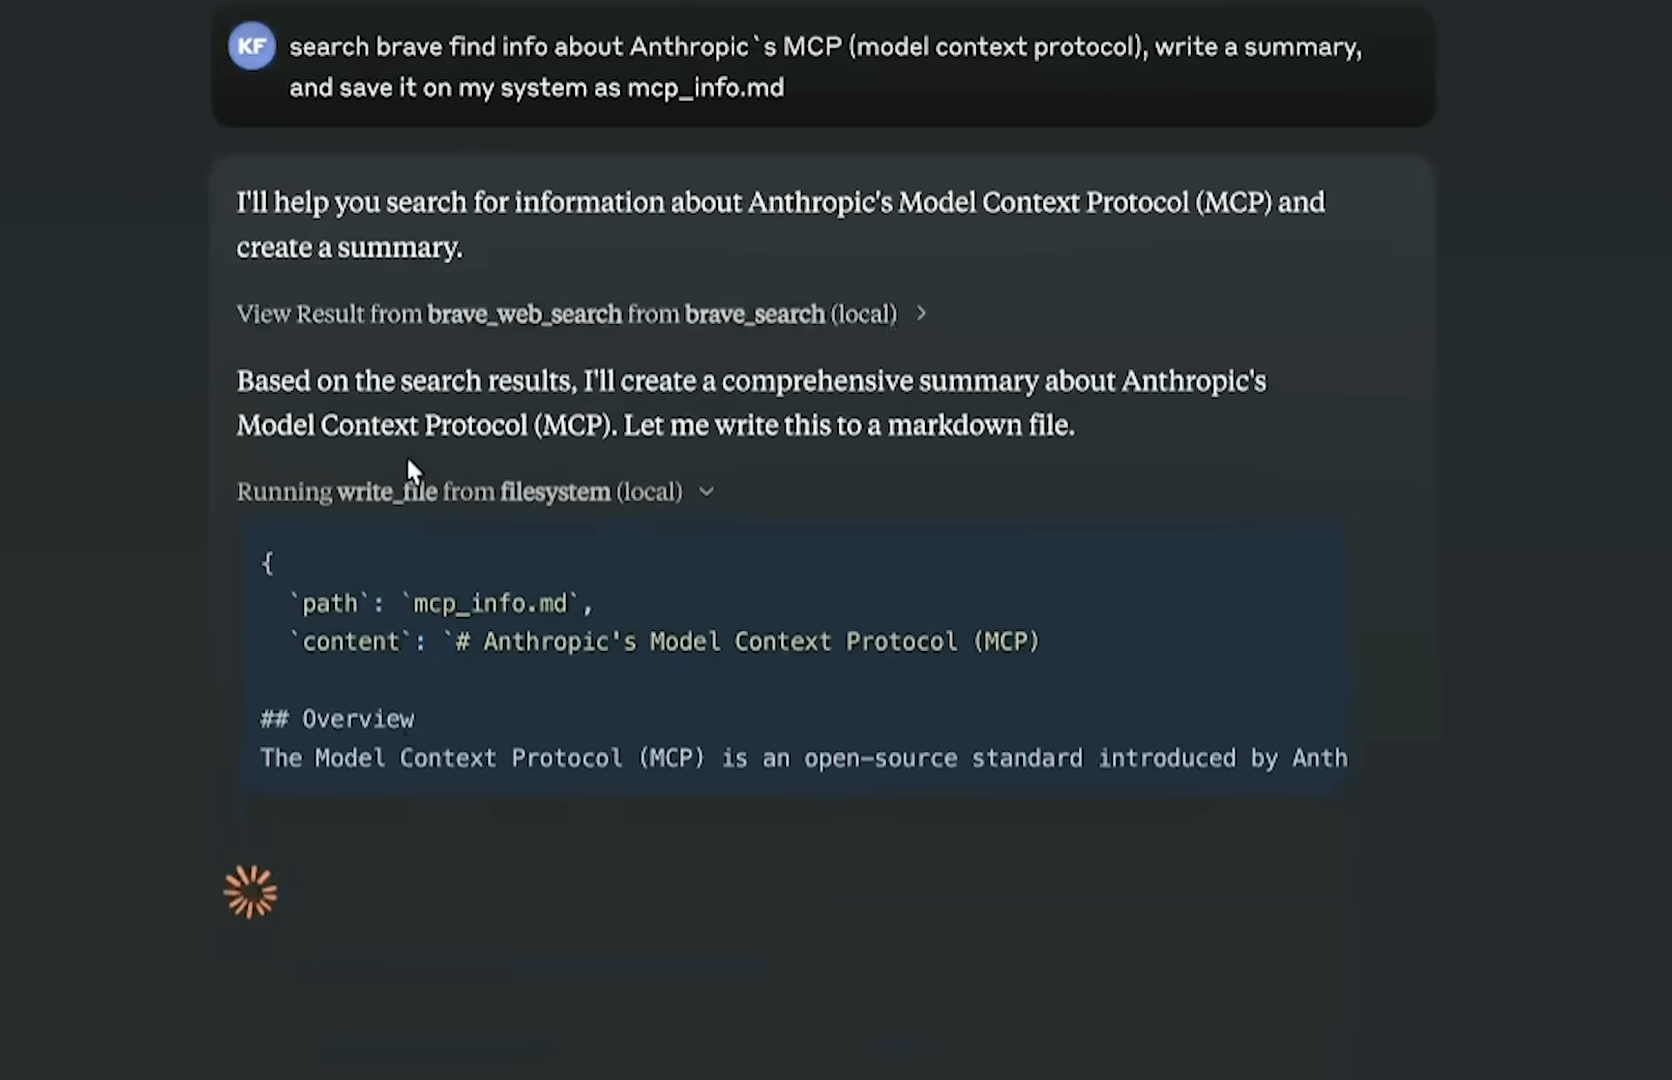 KF
search brave find info about Anthropic`s MCP (model context protocol), write a summary,
and save it on my system as mcp_info.md
I'll help you search for information about Anthropic's Model Context Protocol (MCP) and
create a summary.
View Result from brave_web_search from brave_search (local)
Based on the search results, I'll create a comprehensive summary about Anthropic's
Model Context Protocol (MCP). Let me write this to a markdown file.
Running write_file from filesystem (local)
{
`path`: `mcp_info.md`,
`content`: `# Anthropic's Model Context Protocol (MCP)
## Overview
The Model Context Protocol (MCP) is an open-source standard introduced by Anth